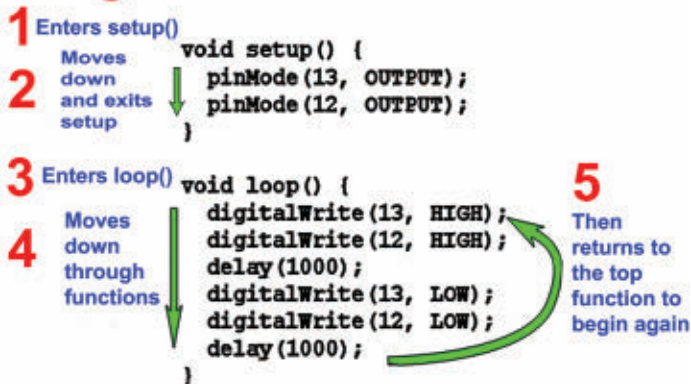 1 Enters setup()
2 Moves
down
and exits
setup
void setup() {
pinMode(13, OUTPUT);
pinMode(12, OUTPUT);
}
3 Enters loop()
4 Moves
down
through
functions
void loop() {
digitalWrite(13, HIGH);
digitalWrite(12, HIGH);
delay(1000);
digitalWrite(13, LOW);
digitalWrite(12, LOW);
delay(1000);
}
5
Then
returns to
the top
function to
begin again